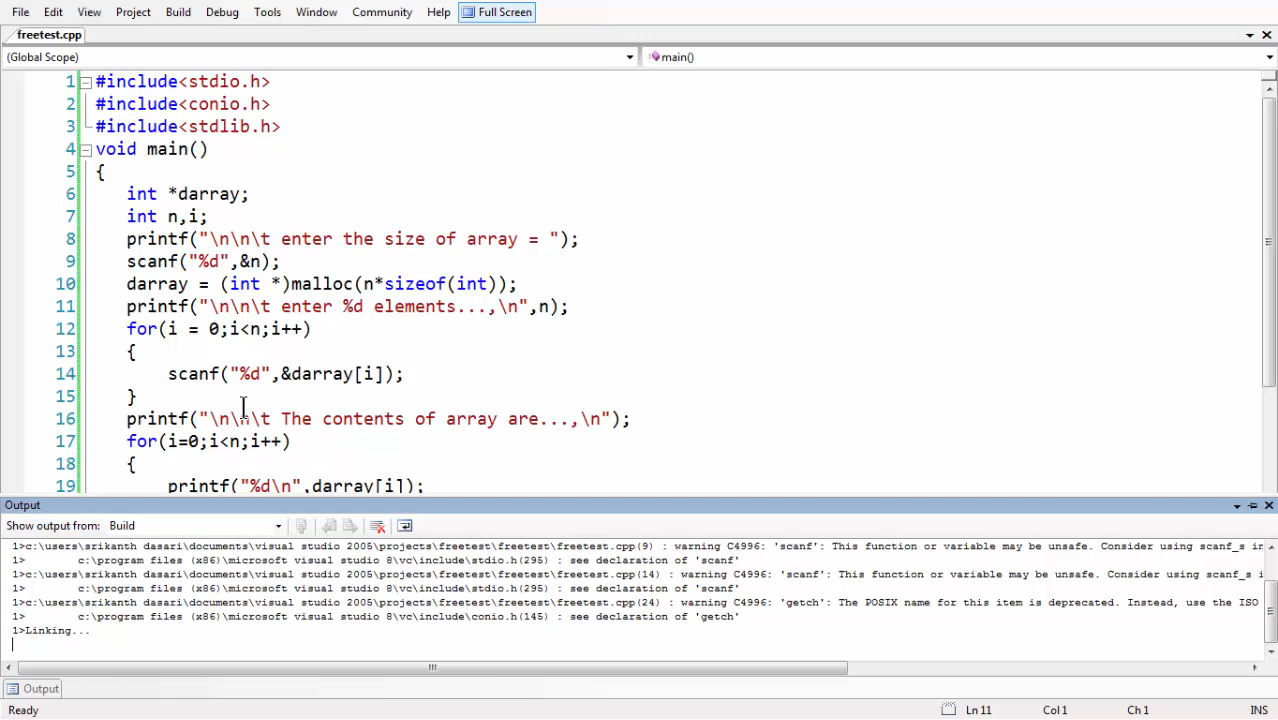 File Edit View Project Build Debug Tools Window Community Help Full Screen
freetest.cpp
(Global Scope) main()
1 #include<stdio.h>
2 #include<conio.h>
3 #include<stdlib.h>
4 void main()
5 {
6 int *darray;
7 int n,i;
8 printf("\n\n\t enter the size of array = ");
9 scanf("%d",&n);
10 darray = (int *)malloc(n*sizeof(int));
11 printf("\n\n\t enter %d elements...,\n",n);
12 for(i = 0;i<n;i++)
13 {
14 scanf("%d",&darray[i]);
15 }
16 printf("\n\n\t The contents of array are...,\n");
17 for(i=0;i<n;i++)
18 {
19 printf("%d\n",darray[i]);
Output
Show output from: Build
1>c:\users\srikanth dasari\documents\visual studio 2005\projects\freetest\freetest\freetest.cpp(9) : warning C4996: 'scanf': This function or variable may be unsafe. Consider using scanf_s in
1> c:\program files (x86)\microsoft visual studio 8\vc\include\stdio.h(295) : see declaration of 'scanf'
1>c:\users\srikanth dasari\documents\visual studio 2005\projects\freetest\freetest\freetest.cpp(14) : warning C4996: 'scanf': This function or variable may be unsafe. Consider using scanf_s i
1> c:\program files (x86)\microsoft visual studio 8\vc\include\stdio.h(295) : see declaration of 'scanf'
1>c:\users\srikanth dasari\documents\visual studio 2005\projects\freetest\freetest\freetest.cpp(24) : warning C4996: 'getch': The POSIX name for this item is deprecated. Instead, use the ISO
1> c:\program files (x86)\microsoft visual studio 8\vc\include\conio.h(145) : see declaration of 'getch'
1>Linking...
Output
Ready Ln 11 Col 1 Ch 1 INS